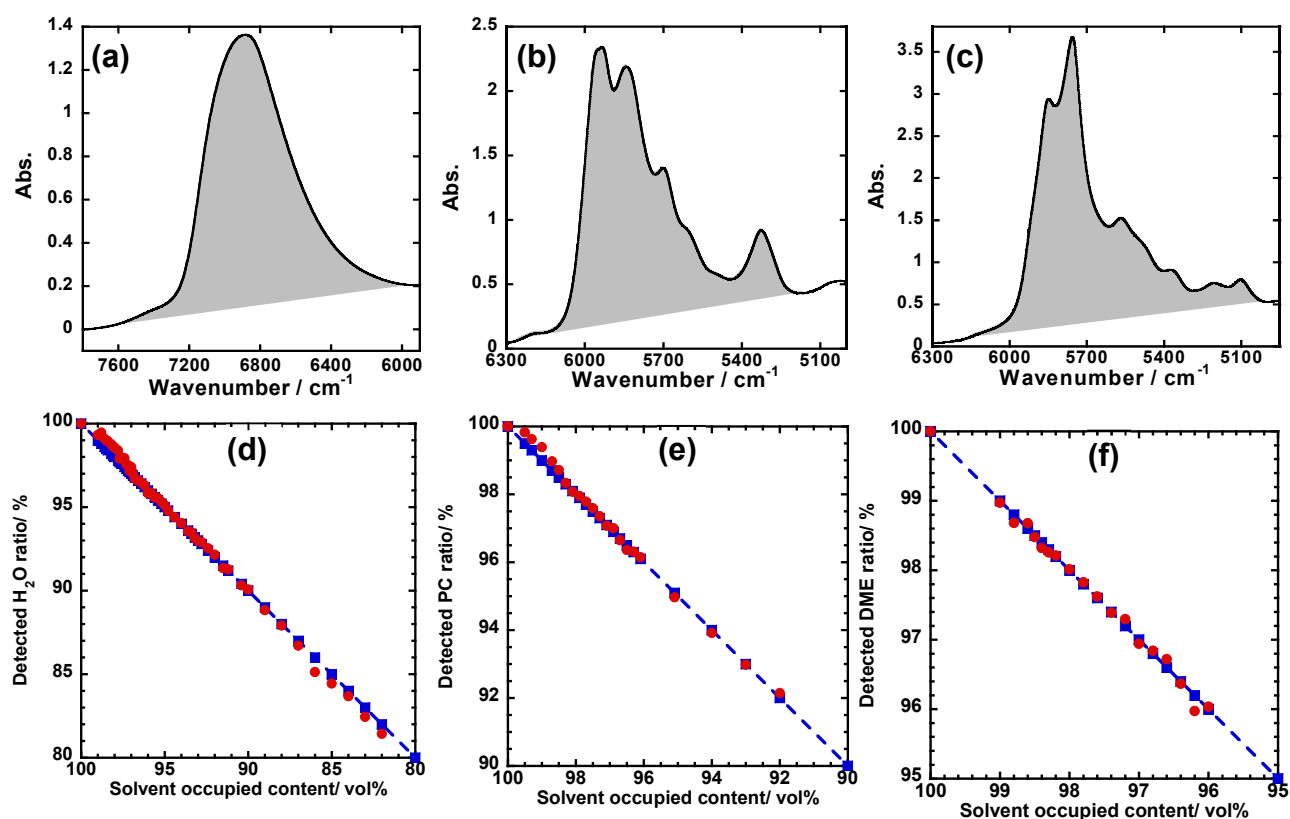 (a)
1.4
1.2
1
0.8
0.6
0.4
0.2
0
Abs.
7600 7200 6800 6400 6000
Wavenumber / cm⁻¹
(b)
2.5
2
1.5
1
0.5
0
Abs.
6300 6000 5700 5400 5100
Wavenumber / cm⁻¹
(c)
3.5
3
2.5
2
1.5
1
0.5
0
Abs.
6300 6000 5700 5400 5100
Wavenumber / cm⁻¹
(d)
100
95
90
85
80
Detected H₂O ratio/ %
100 95 90 85 80
Solvent occupied content/ vol%
(e)
100
98
96
94
92
90
Detected PC ratio/ %
100 98 96 94 92 90
Solvent occupied content/ vol%
(f)
100
99
98
97
96
95
Detected DME ratio/ %
100 99 98 97 96 95
Solvent occupied content/ vol%